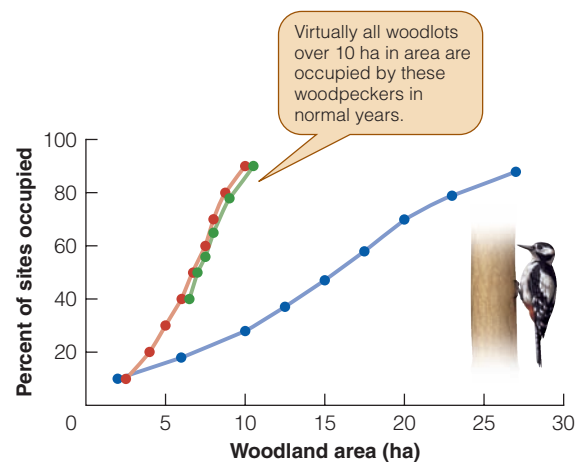 Virtually all woodlots
over 10 ha in area are
occupied by these
woodpeckers in
normal years.
100
80
60
40
20
Percent of sites occupied
0
5
10
15
20
25
30
Woodland area (ha)